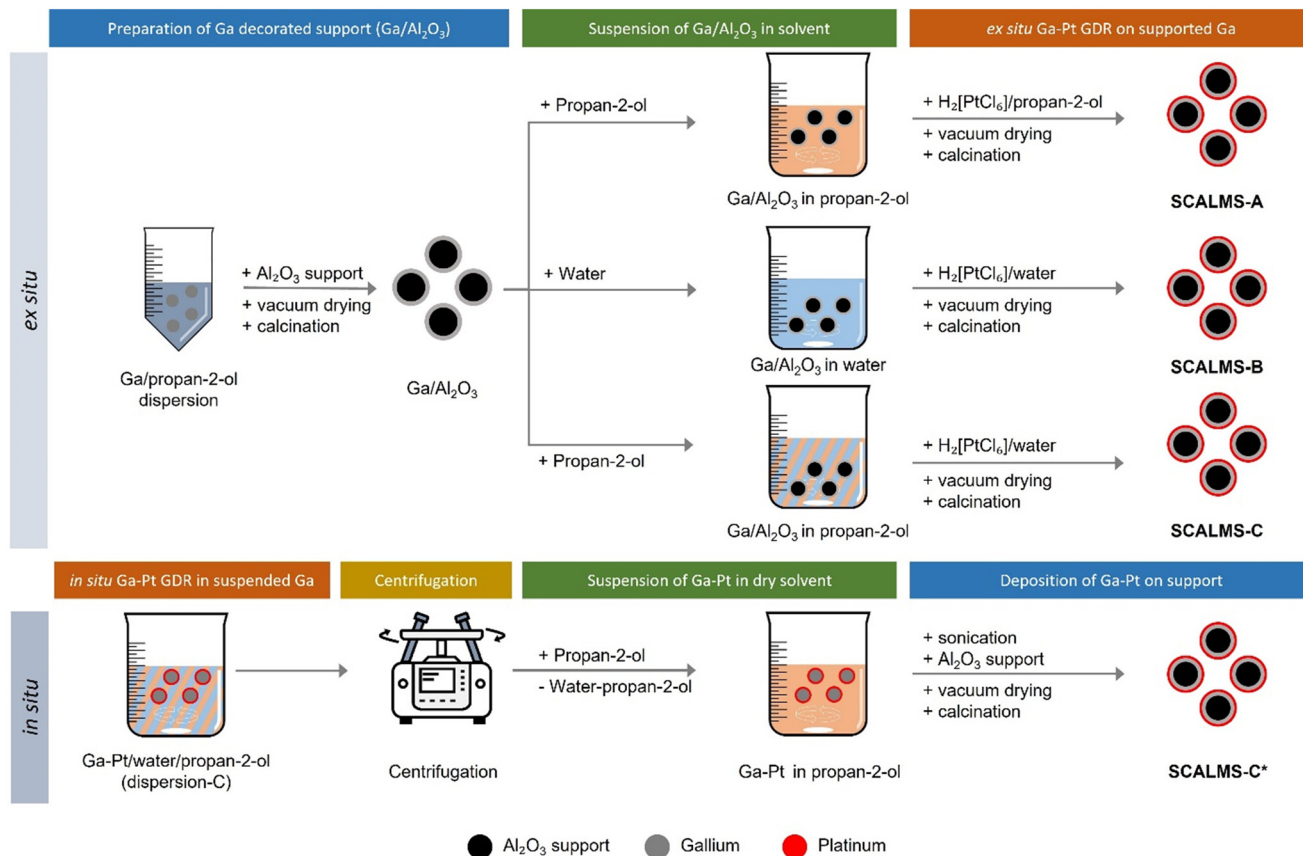 Preparation of Ga decorated support (Ga/Al₂O₃)
Suspension of Ga/Al₂O₃ in solvent
ex situ Ga-Pt GDR on supported Ga
ex situ
Ga/propan-2-ol
dispersion
+ Al₂O₃ support
+ vacuum drying
+ calcination
Ga/Al₂O₃
+ Propan-2-ol
Ga/Al₂O₃ in propan-2-ol
+ H₂[PtCl₆]/propan-2-ol
+ vacuum drying
+ calcination
SCALMS-A
+ Water
Ga/Al₂O₃ in water
+ H₂[PtCl₆]/water
+ vacuum drying
+ calcination
SCALMS-B
+ Propan-2-ol
Ga/Al₂O₃ in propan-2-ol
+ H₂[PtCl₆]/water
+ vacuum drying
+ calcination
SCALMS-C
in situ Ga-Pt GDR in suspended Ga
Centrifugation
Suspension of Ga-Pt in dry solvent
Deposition of Ga-Pt on support
in situ
Ga-Pt/water/propan-2-ol
(dispersion-C)
Centrifugation
+ Propan-2-ol
- Water-propan-2-ol
Ga-Pt in propan-2-ol
+ sonication
+ Al₂O₃ support
+ vacuum drying
+ calcination
SCALMS-C*
Al₂O₃ support
Gallium
Platinum